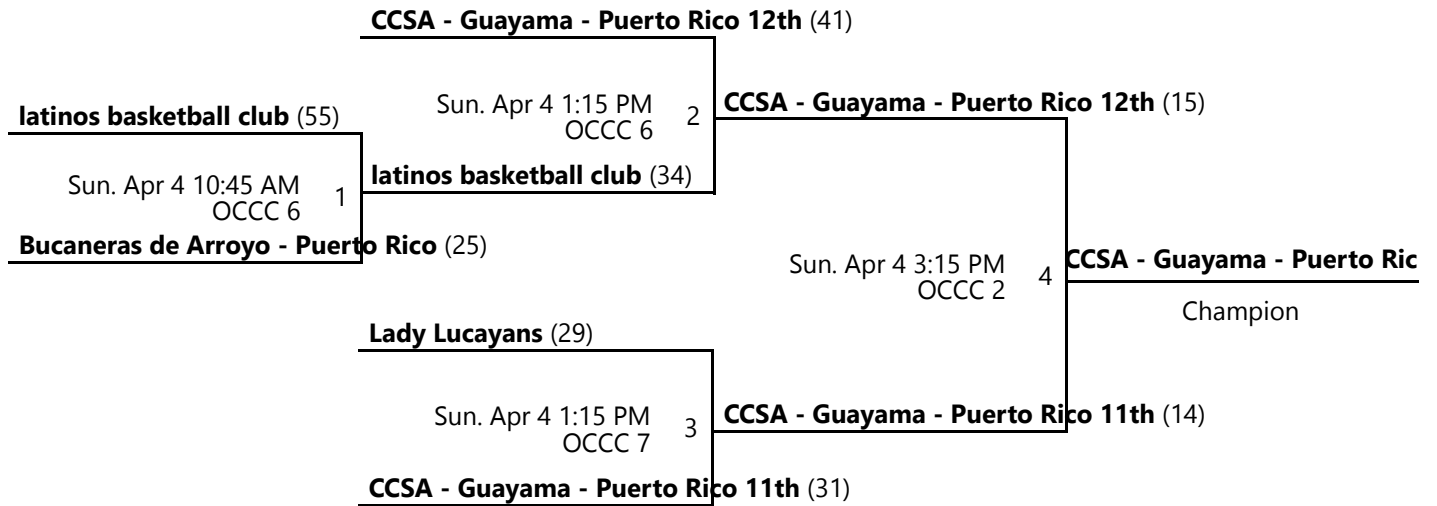 CCSA - Guayama - Puerto Rico 12th (41)
Sun. Apr 4 1:15 PM
OCCC 6
2
CCSA - Guayama - Puerto Rico 12th (15)
latinos basketball club (55)
latinos basketball club (34)
Sun. Apr 4 10:45 AM
OCCC 6
1
Bucaneras de Arroyo - Puerto Rico (25)
Sun. Apr 4 3:15 PM
OCCC 2
4
CCSA - Guayama - Puerto Ric
Champion
Lady Lucayans (29)
Sun. Apr 4 1:15 PM
OCCC 7
3
CCSA - Guayama - Puerto Rico 11th (14)
CCSA - Guayama - Puerto Rico 11th (31)